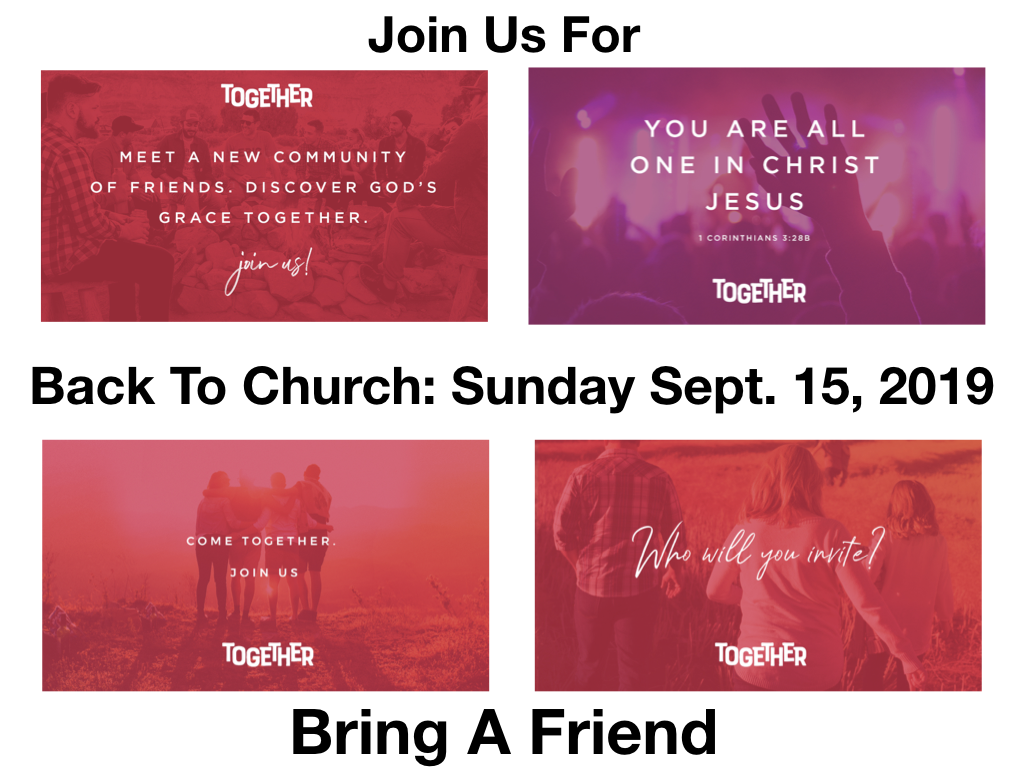 Join Us For
TOGETHER
MEET A NEW COMMUNITY
OF FRIENDS. DISCOVER GOD'S
GRACE TOGETHER.
join us!
YOU ARE ALL
ONE IN CHRIST
JESUS
1 CORINTHIANS 3:28B
TOGETHER
Back To Church: Sunday Sept. 15, 2019
COME TOGETHER.
JOIN US
TOGETHER
Who will you invite?
TOGETHER
Bring A Friend